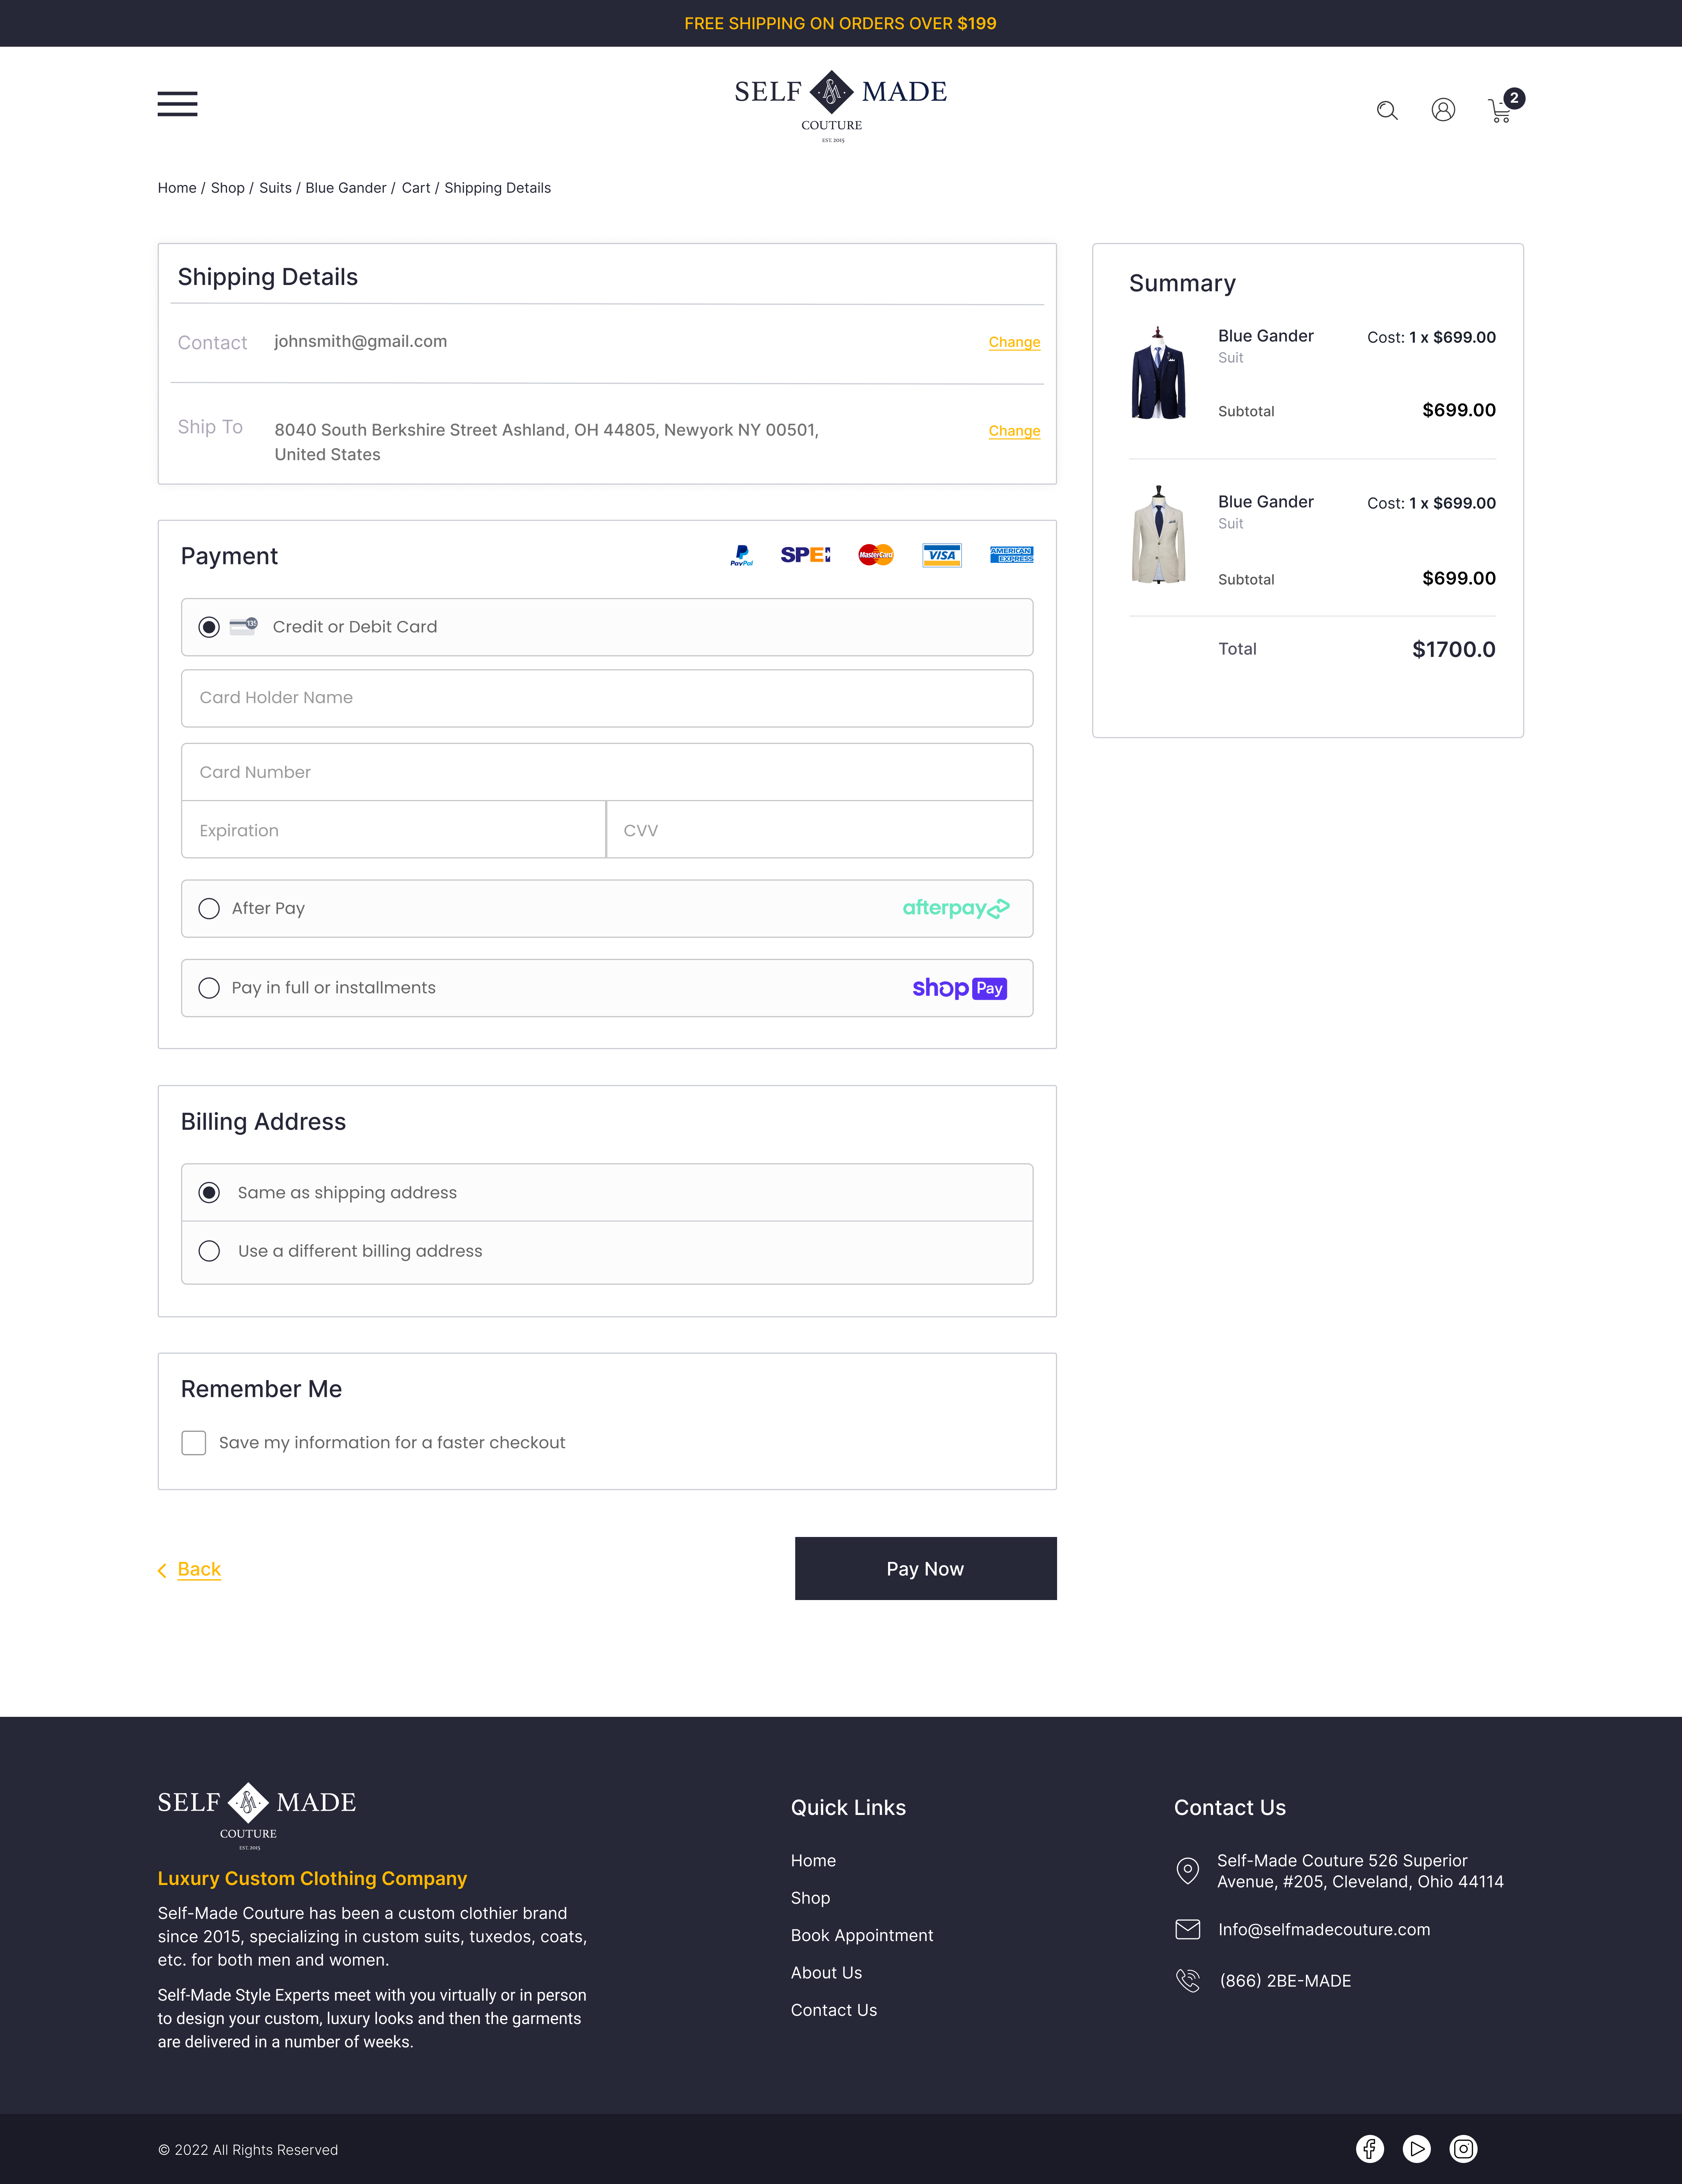 FREE SHIPPING ON ORDERS OVER $199
SELF MADE
COUTURE
EST. 2015
2
Home / Shop / Suits / Blue Gander / Cart / Shipping Details
Shipping Details
Contact johnsmith@gmail.com Change
Ship To 8040 South Berkshire Street Ashland, OH 44805, Newyork NY 00501, Change
United States
Summary
Blue Gander Cost: 1 x $699.00
Suit
Subtotal $699.00
Blue Gander Cost: 1 x $699.00
Suit
Subtotal $699.00
Total $1700.0
Payment PayPal SPEI MasterCard VISA AMERICAN EXPRESS
135 Credit or Debit Card
Card Holder Name
Card Number
Expiration CVV
After Pay afterpay
Pay in full or installments shop Pay
Billing Address
Same as shipping address
Use a different billing address
Remember Me
Save my information for a faster checkout
Back Pay Now
SELF MADE
COUTURE
EST. 2015
Luxury Custom Clothing Company
Self-Made Couture has been a custom clothier brand
since 2015, specializing in custom suits, tuxedos, coats,
etc. for both men and women.
Self-Made Style Experts meet with you virtually or in person
to design your custom, luxury looks and then the garments
are delivered in a number of weeks.
Quick Links
Home
Shop
Book Appointment
About Us
Contact Us
Contact Us
Self-Made Couture 526 Superior
Avenue, #205, Cleveland, Ohio 44114
Info@selfmadecouture.com
(866) 2BE-MADE
© 2022 All Rights Reserved